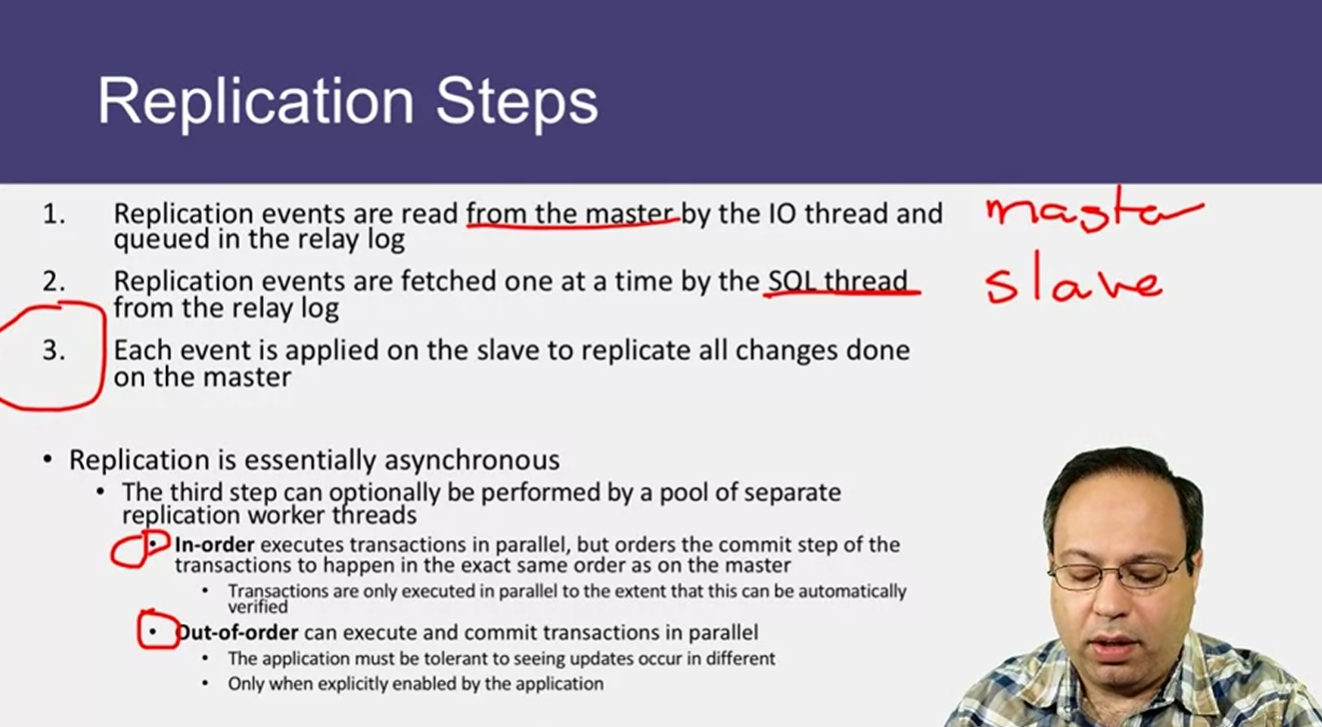 Replication Steps
1. Replication events are read from the master by the IO thread and
queued in the relay log
master
2. Replication events are fetched one at a time by the SQL thread
from the relay log
slave
3. Each event is applied on the slave to replicate all changes done
on the master
• Replication is essentially asynchronous
• The third step can optionally be performed by a pool of separate
replication worker threads
• In-order executes transactions in parallel, but orders the commit step of the
transactions to happen in the exact same order as on the master
• Transactions are only executed in parallel to the extent that this can be automatically
verified
• Out-of-order can execute and commit transactions in parallel
• The application must be tolerant to seeing updates occur in different
• Only when explicitly enabled by the application